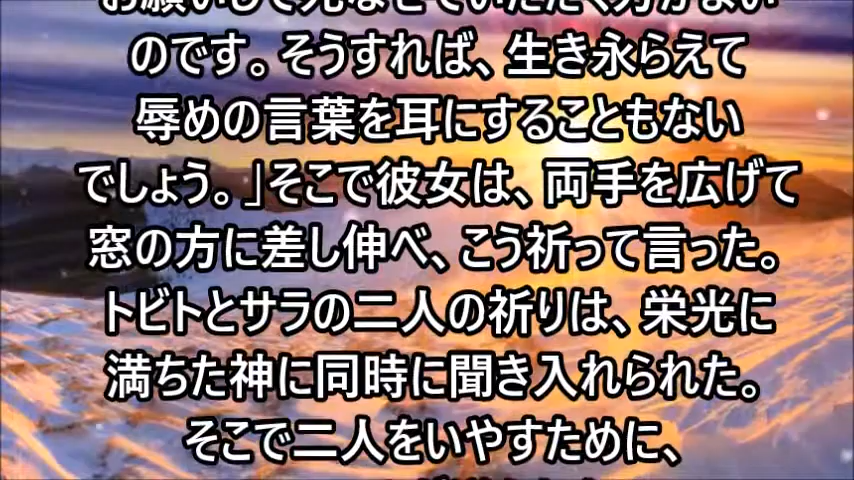 お願いして死なせていただく方がよい
のです。そうすれば、生き永らえて
辱めの言葉を耳にすることもない
でしょう。」そこで彼女は、両手を広げて
窓の方に差し伸べ、こう祈って言った。
トビトとサラの二人の祈りは、栄光に
満ちた神に同時に聞き入れられた。
そこで二人をいやすために、